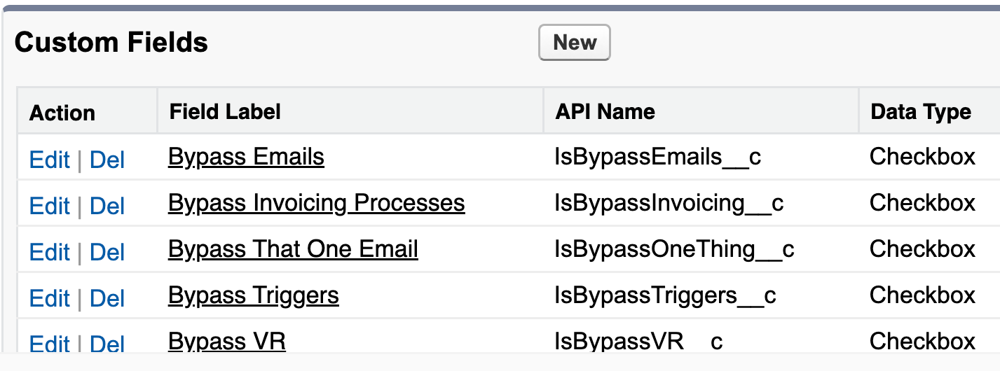 Custom Fields New
Action Field Label API Name Data Type
Edit | Del Bypass Emails IsBypassEmails__c Checkbox
Edit | Del Bypass Invoicing Processes IsBypassInvoicing__c Checkbox
Edit | Del Bypass That One Email IsBypassOneThing__c Checkbox
Edit | Del Bypass Triggers IsBypassTriggers__c Checkbox
Edit | Del Bypass VR IsBypassVR__c Checkbox